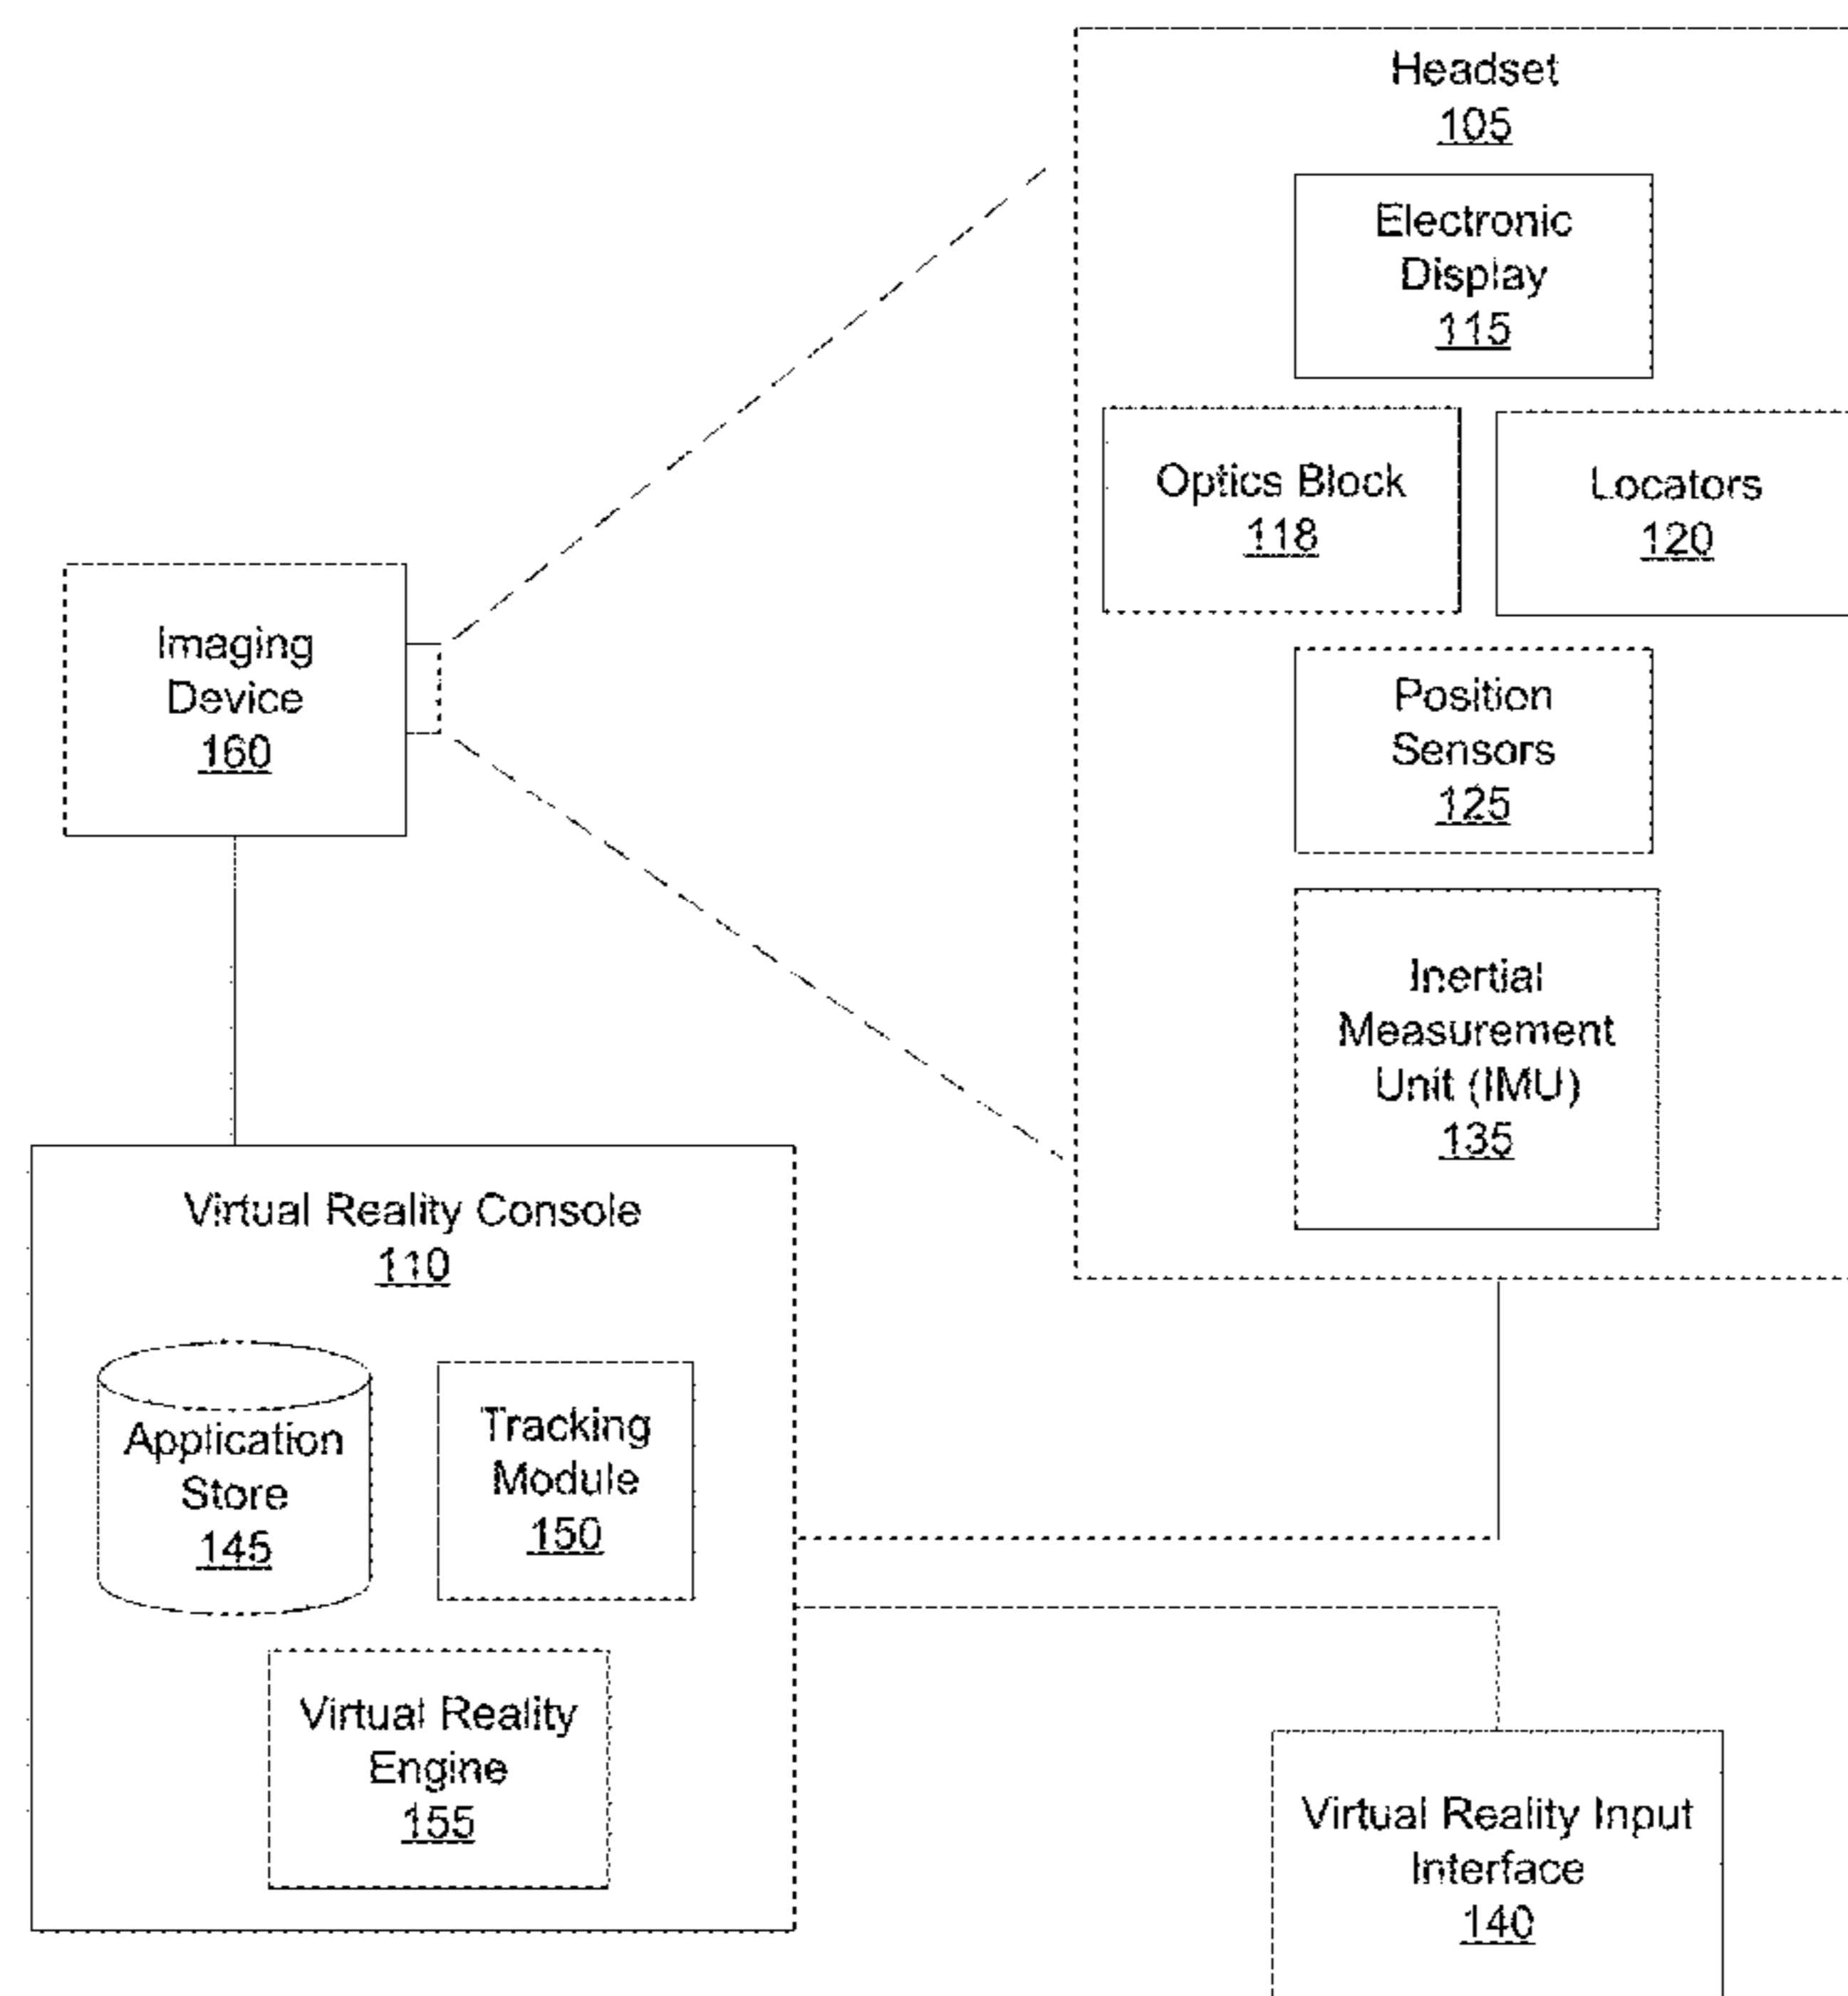 Headset
105
Electronic
Display
115
Optics Block
118
Locators
120
Position
Sensors
125
Inertial
Measurement
Unit (IMU)
135
Imaging
Device
160
Virtual Reality Console
110
Application
Store
145
Tracking
Module
150
Virtual Reality
Engine
155
Virtual Reality Input
Interface
140